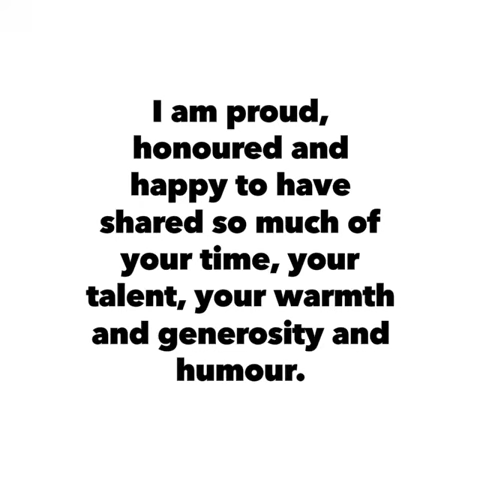 I am proud,
honoured and
happy to have
shared so much of
your time, your
talent, your warmth
and generosity and
humour.